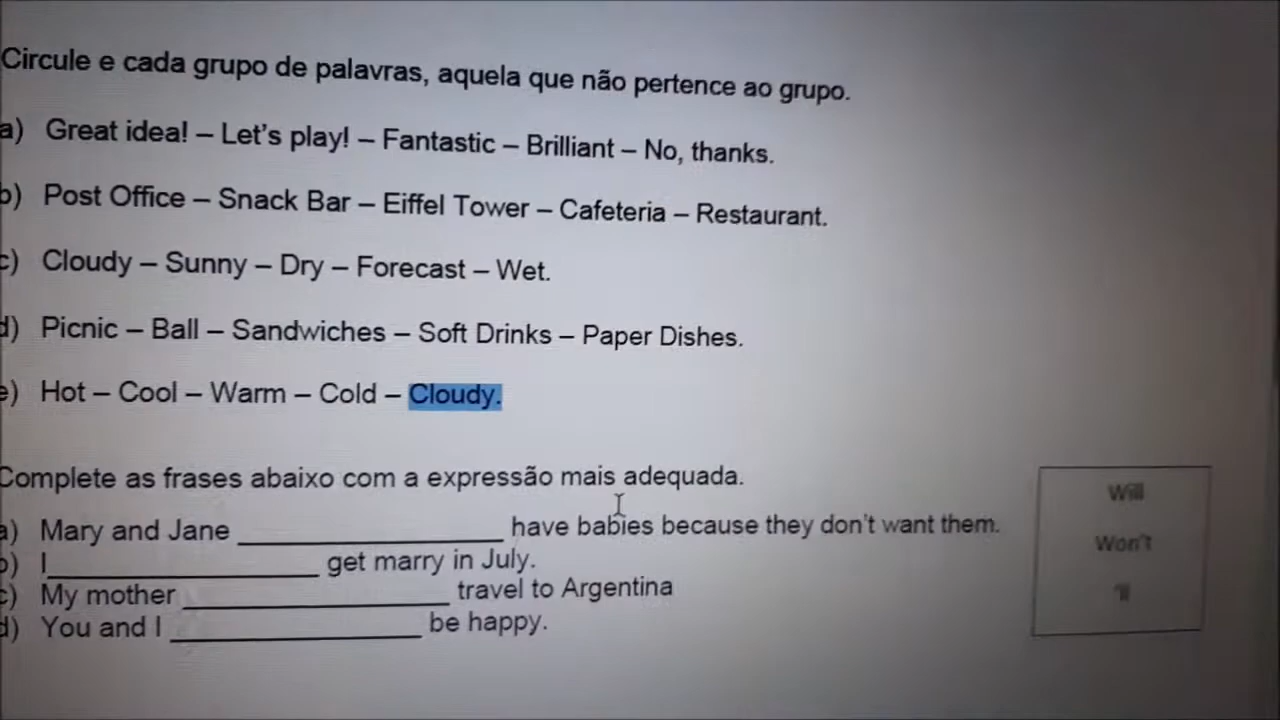 Circule e cada grupo de palavras, aquela que não pertence ao grupo.
a) Great idea! – Let's play! – Fantastic – Brilliant – No, thanks.
b) Post Office – Snack Bar – Eiffel Tower – Cafeteria – Restaurant.
c) Cloudy – Sunny – Dry – Forecast – Wet.
d) Picnic – Ball – Sandwiches – Soft Drinks – Paper Dishes.
e) Hot – Cool – Warm – Cold – Cloudy.
Complete as frases abaixo com a expressão mais adequada.
a) Mary and Jane __________________ have babies because they don't want them.
b) I__________________ get marry in July.
c) My mother __________________ travel to Argentina
d) You and I __________________ be happy.
Will
Won't
'll